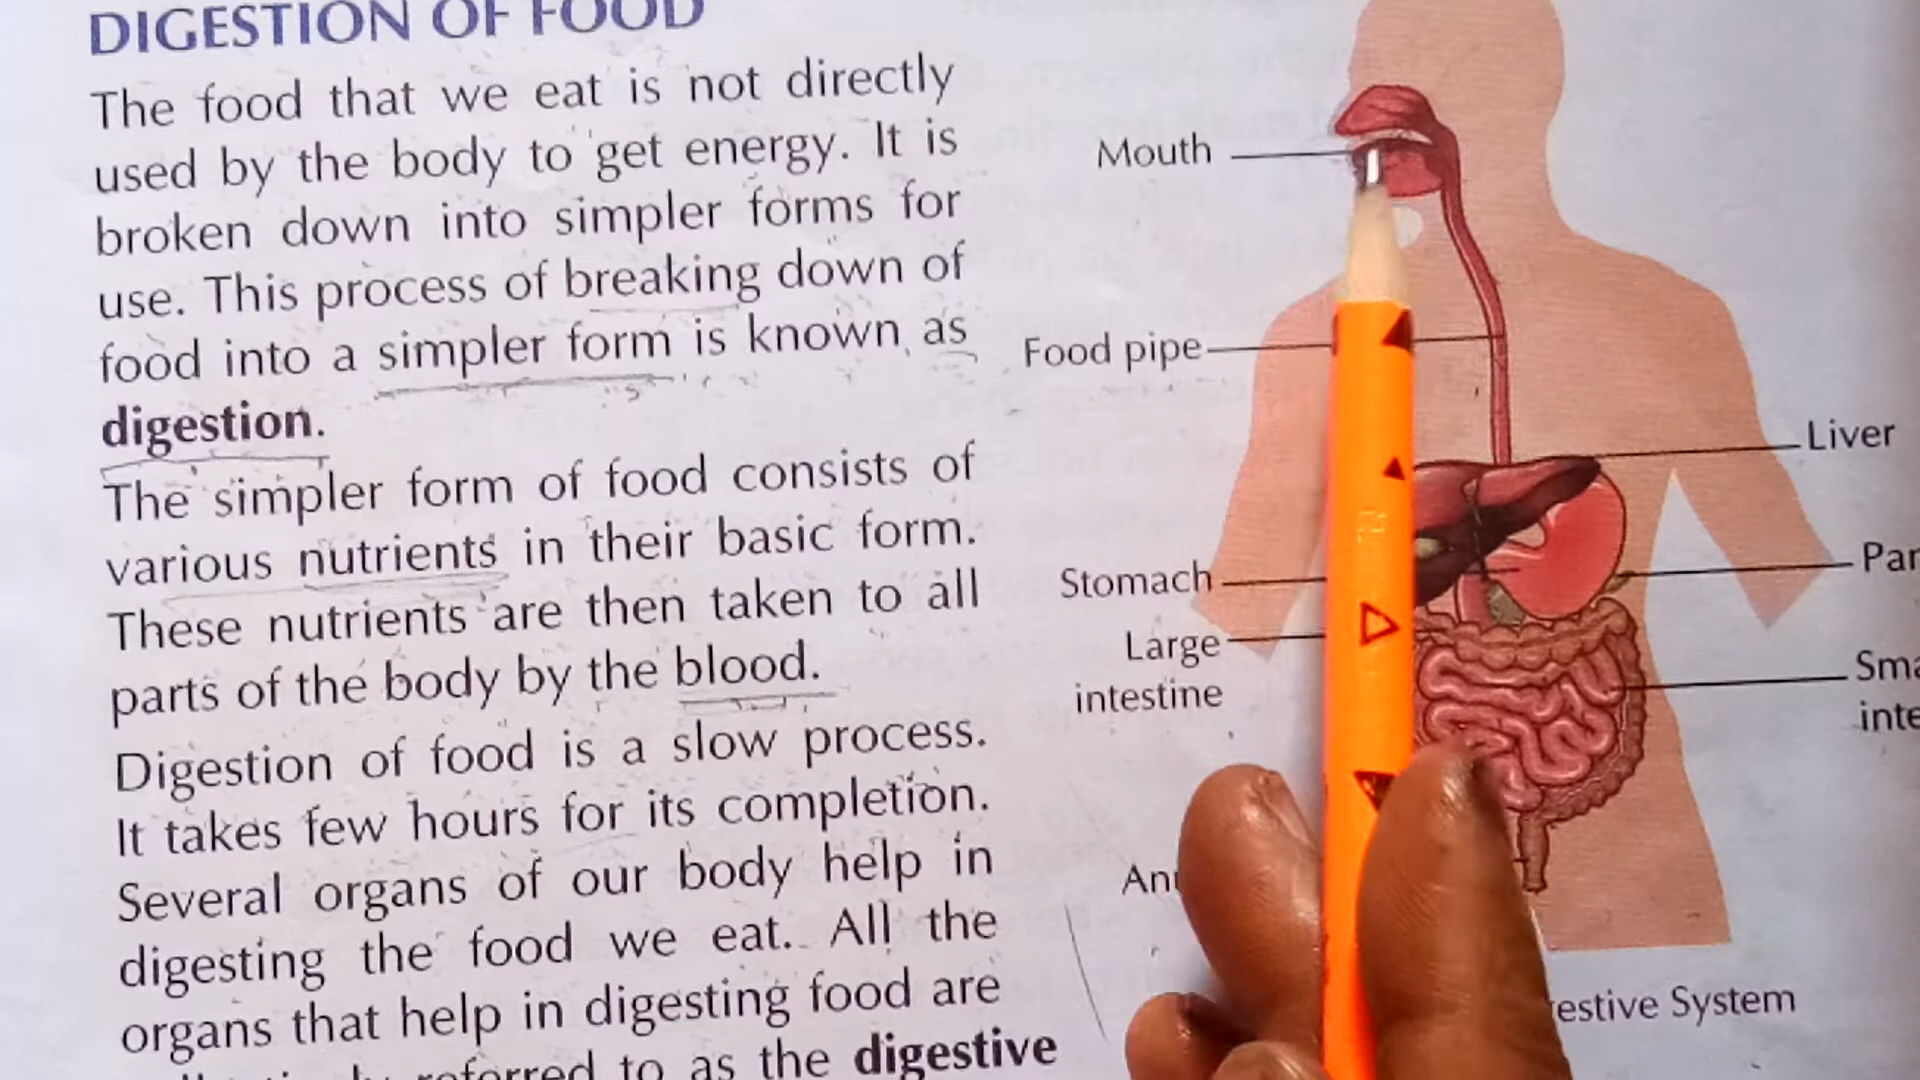 DIGESTION OF FOOD
The food that we eat is not directly
used by the body to get energy. It is
broken down into simpler forms for
use. This process of breaking down of
food into a simpler form is known as
digestion.
The simpler form of food consists of
various nutrients in their basic form.
These nutrients are then taken to all
parts of the body by the blood.
Digestion of food is a slow process.
It takes few hours for its completion.
Several organs of our body help in
digesting the food we eat. All the
organs that help in digesting food are
referred to as the digestive
Mouth
Food pipe
Liver
Stomach
Large
intestine
System